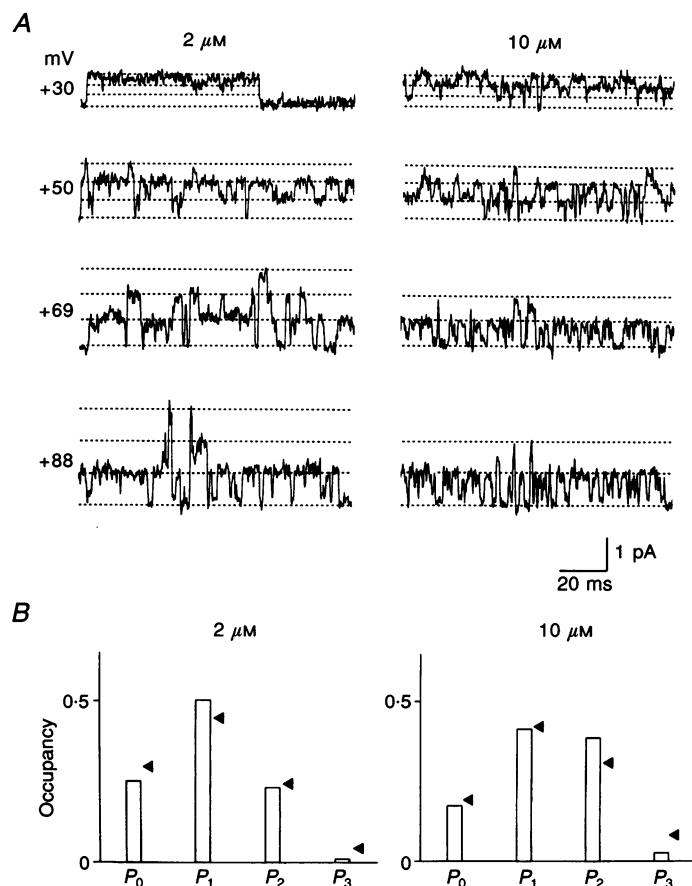 A
2 μM
10 μM
mV
+30
+50
+69
+88
1 pA
20 ms
B
2 μM
10 μM
Occupancy
0·5
0
P0
P1
P2
P3
0·5
0
P0
P1
P2
P3